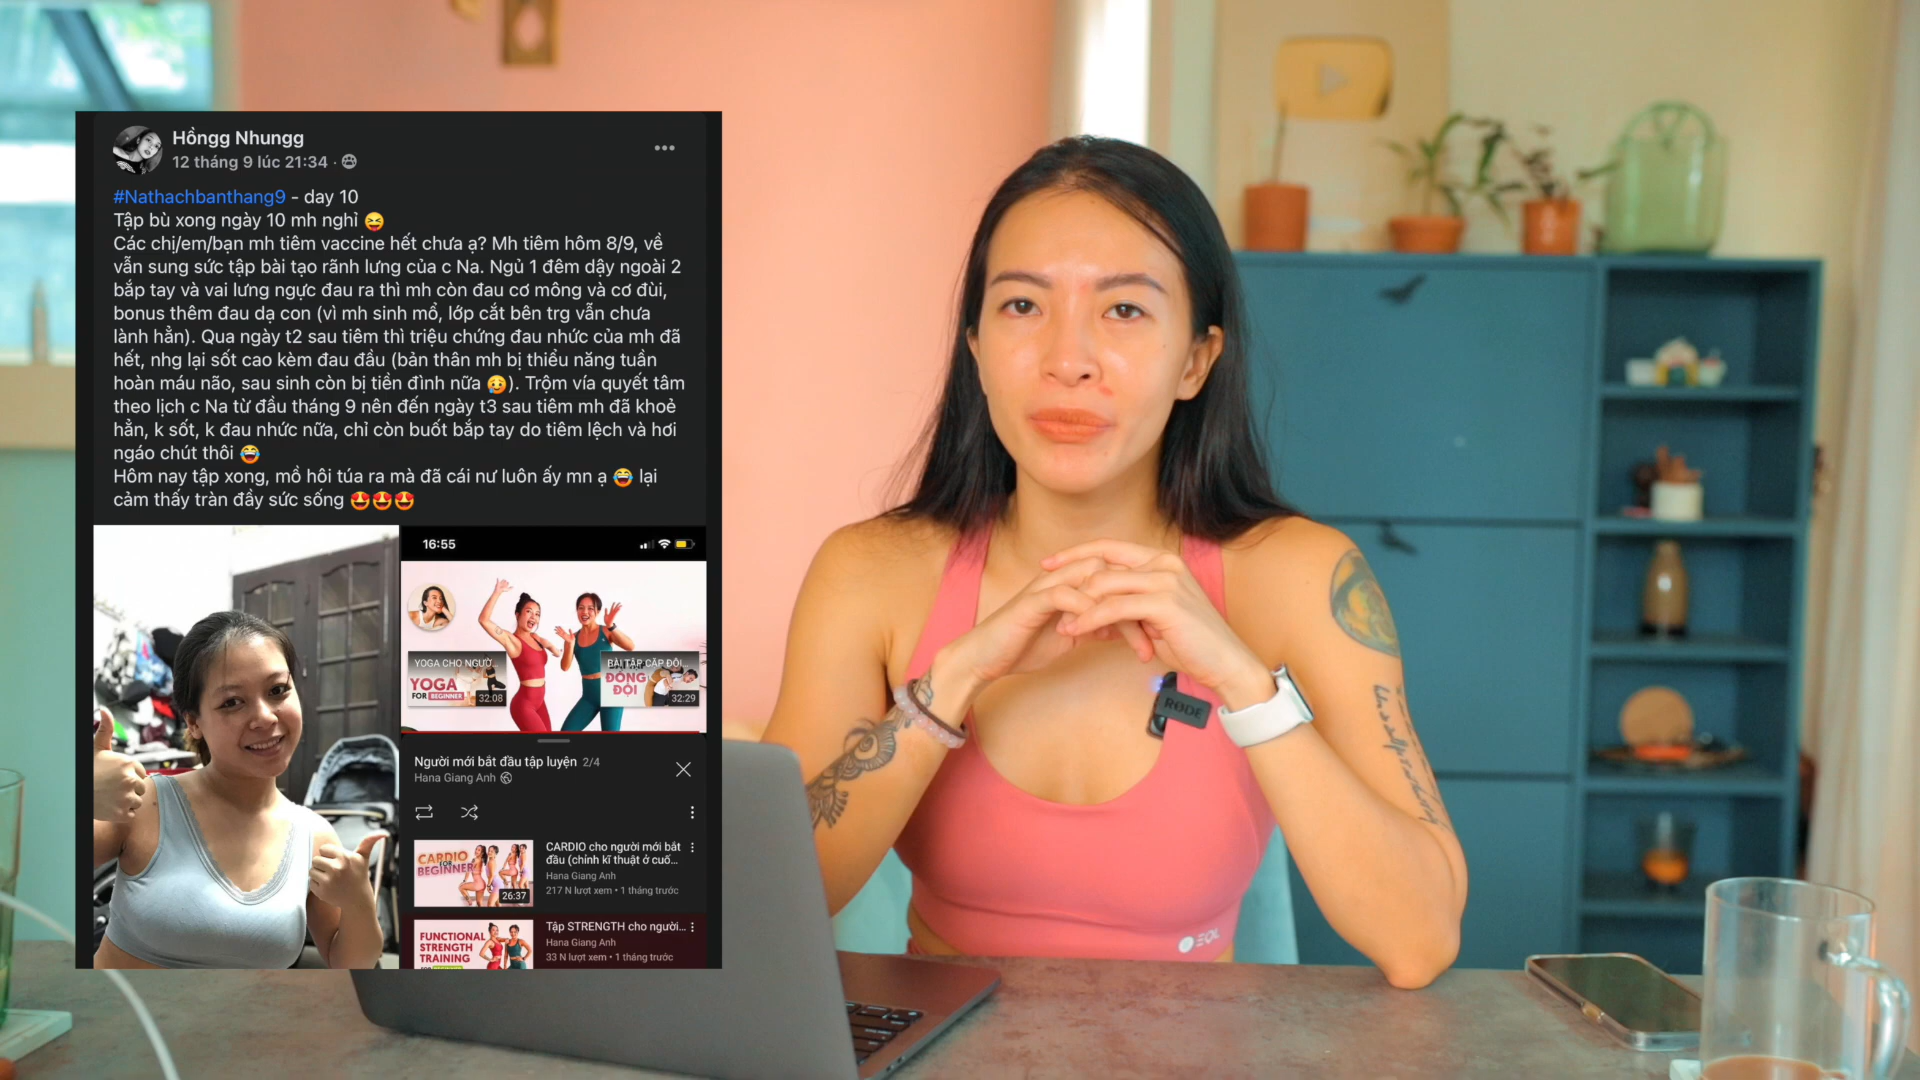 Hồngg Nhungg
12 tháng 9 lúc 21:34 ·
#Nathachbanthang9 - day 10
Tập bù xong ngày 10 mh nghỉ 😝
Các chị/em/bạn mh tiêm vaccine hết chưa ạ? Mh tiêm hôm 8/9, về
vẫn sung sức tập bài tạo rãnh lưng của c Na. Ngủ 1 đêm dậy ngoài 2
bắp tay và vai lưng ngực đau ra thì mh còn đau cơ mông và cơ đùi,
bonus thêm đau dạ con (vì mh sinh mổ, lớp cắt bên trg vẫn chưa
lành hẳn). Qua ngày t2 sau tiêm thì triệu chứng đau nhức của mh đã
hết, nhg lại sốt cao kèm đau đầu (bản thân mh bị thiểu năng tuần
hoàn máu não, sau sinh còn bị tiền đình nữa 🥲). Trộm vía quyết tâm
theo lịch c Na từ đầu tháng 9 nên đến ngày t3 sau tiêm mh đã khoẻ
hẳn, k sốt, k đau nhức nữa, chỉ còn buốt bắp tay do tiêm lệch và hơi
ngáo chút thôi 😂
Hôm nay tập xong, mồ hôi túa ra mà đã cái nư luôn ấy mn ạ 😂 lại
cảm thấy tràn đầy sức sống 🤩🤩🤩
16:55
YOGA CHO NGƯỜ...
YOGA
FOR BEGINNER
32:08
BÀI TẬP CẶP ĐÔI...
ĐỒNG
ĐỘI
32:29
Người mới bắt đầu tập luyện 2/4
Hana Giang Anh
CARDIO
FOR
BEGINNER
26:37
CARDIO cho người mới bắt
đầu (chỉnh kĩ thuật ở cuố...
Hana Giang Anh
217 N lượt xem • 1 tháng trước
FUNCTIONAL
STRENGTH
TRAINING
Tập STRENGTH cho người...
Hana Giang Anh
33 N lượt xem • 1 tháng trước
RØDE
EQL